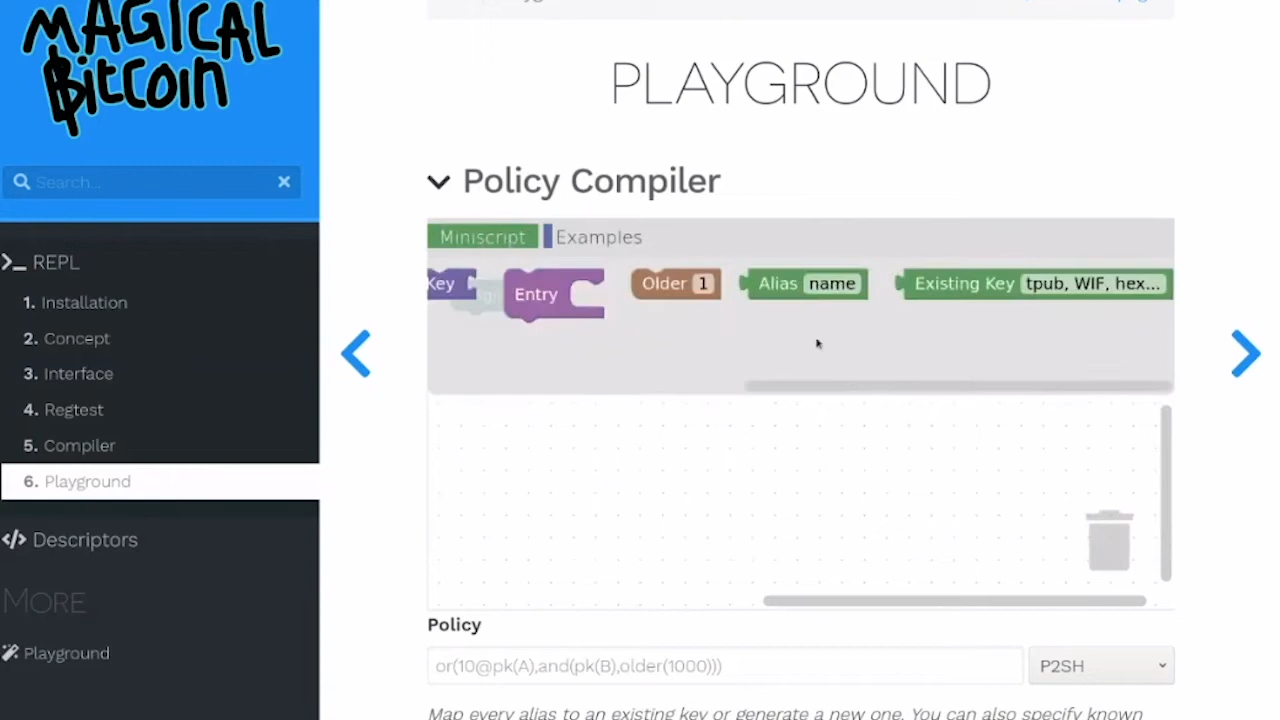 MAGICAL
Bitcoin
Search...
REPL
1. Installation
2. Concept
3. Interface
4. Regtest
5. Compiler
6. Playground
Descriptors
MORE
Playground
PLAYGROUND
Policy Compiler
Miniscript Examples
Key Entry Older 1 Alias name Existing Key tpub, WIF, hex...
Policy
or(10@pk(A),and(pk(B),older(1000))) P2SH
Map every alias to an existing key or generate a new one. You can also specify known